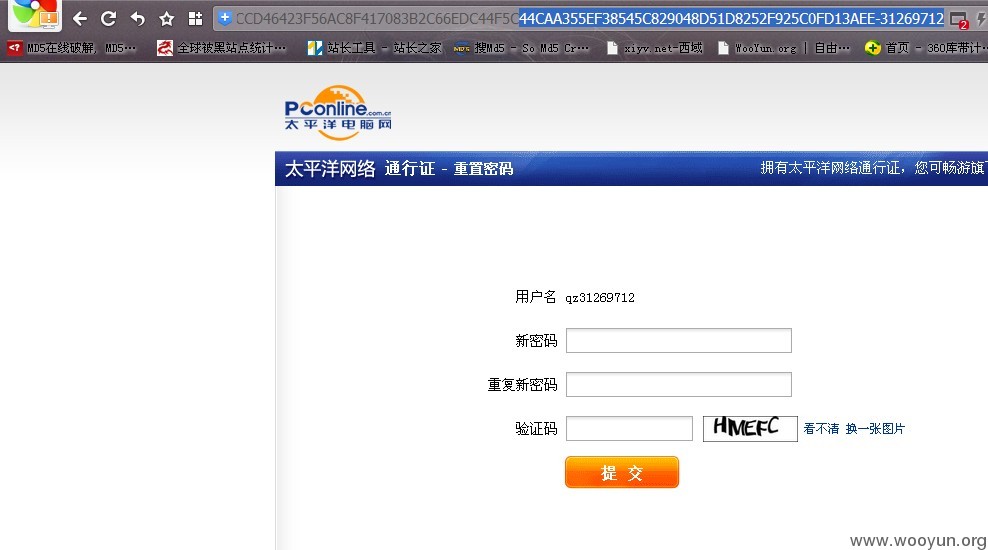 CCD46423F56AC8F417083B2C66EDC44F5C44CAA355EF38545C829048D51D8252F925C0FD13AEE-31269712
2
MD5在线破解, MD5··· 全球被黑站点统计··· 站长工具 - 站长之家 搜Md5 - So Md5 Cr··· xiyv.net-西域 WooYun.org | 自由··· 首页 - 360库带计···
PConline.com.cn
太平洋电脑网
太平洋网络 通行证 - 重置密码 拥有太平洋网络通行证，您可畅游旗下
用户名 qz31269712
新密码
重复新密码
验证码 HMEFC 看不清 换一张图片
提 交
www.wooyun.org